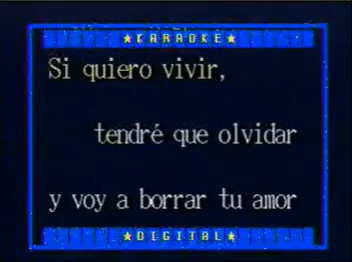 ★KARAOKE★
Si quiero vivir,
tendré que olvidar
y voy a borrar tu amor
★DIGITAL★